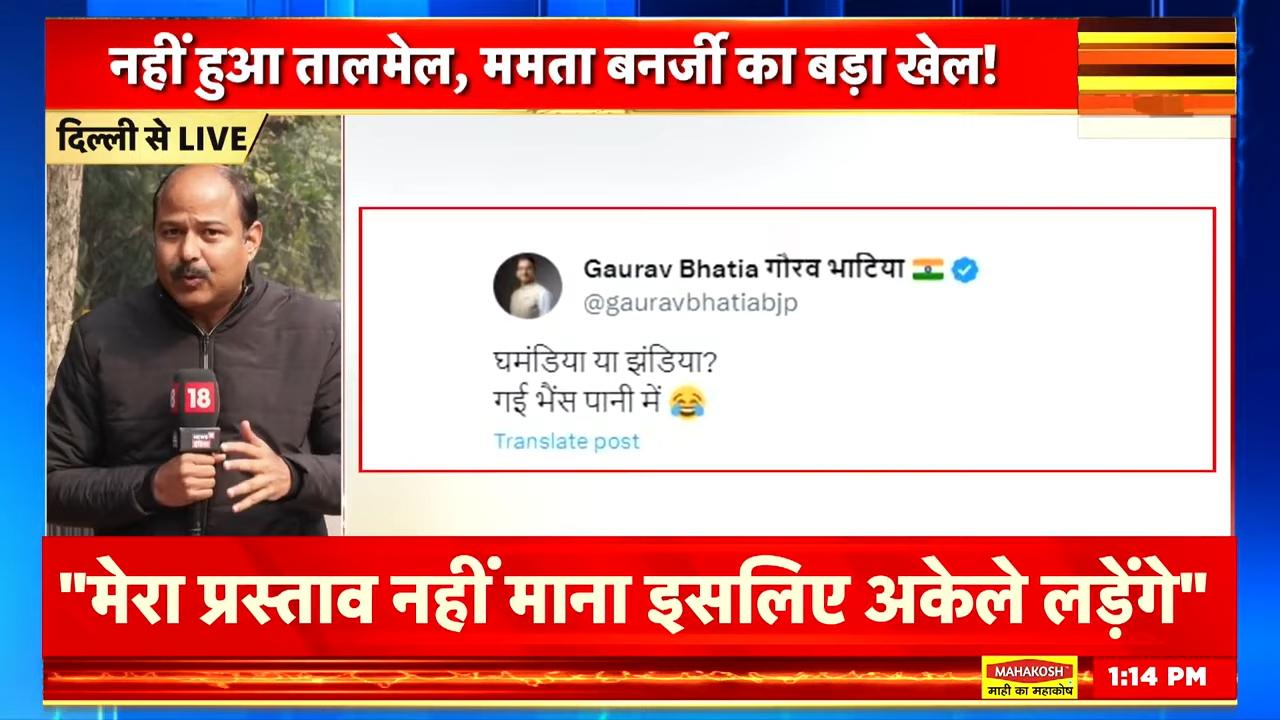 नहीं हुआ तालमेल, ममता बनर्जी का बड़ा खेल!
दिल्ली से LIVE
Gaurav Bhatia गौरव भाटिया
@gauravbhatiabjp
घमंडिया या झंडिया?
गई भैंस पानी में 😂
Translate post
18
NEWS
इंडिया
"मेरा प्रस्ताव नहीं माना इसलिए अकेले लड़ेंगे"
MAHAKOSH
माही का महाकोष
1:14 PM